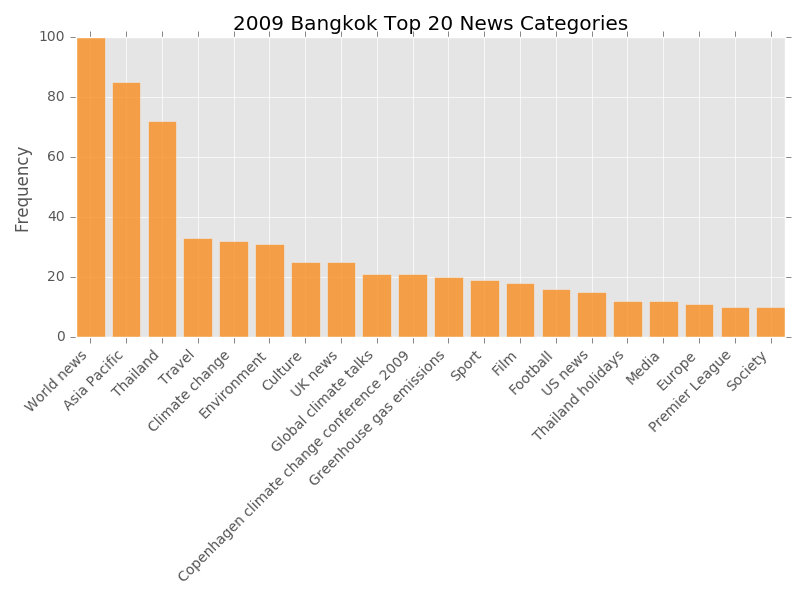 2009 Bangkok Top 20 News Categories
Frequency
100
80
60
40
20
0
World news
Asia Pacific
Thailand
Travel
Climate change
Environment
Culture
UK news
Global climate talks
Copenhagen climate change conference 2009
Greenhouse gas emissions
Sport
Film
Football
US news
Thailand holidays
Media
Europe
Premier League
Society